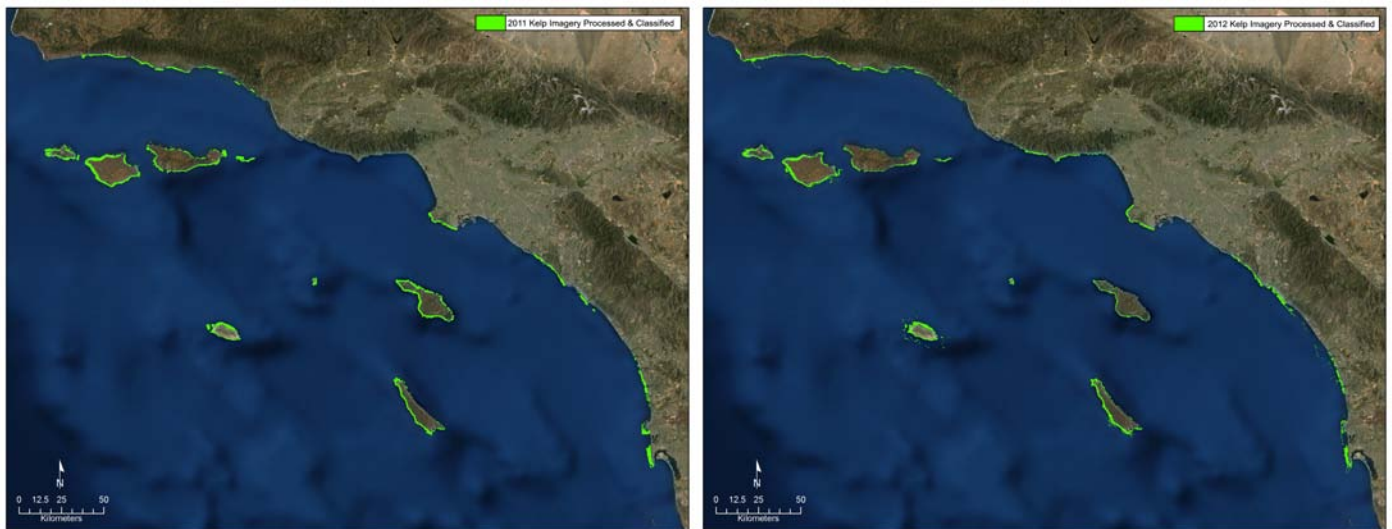 2011 Kelp Imagery Processed & Classified
N
0 12.5 25 50
Kilometers
2012 Kelp Imagery Processed & Classified
N
0 12.5 25 50
Kilometers